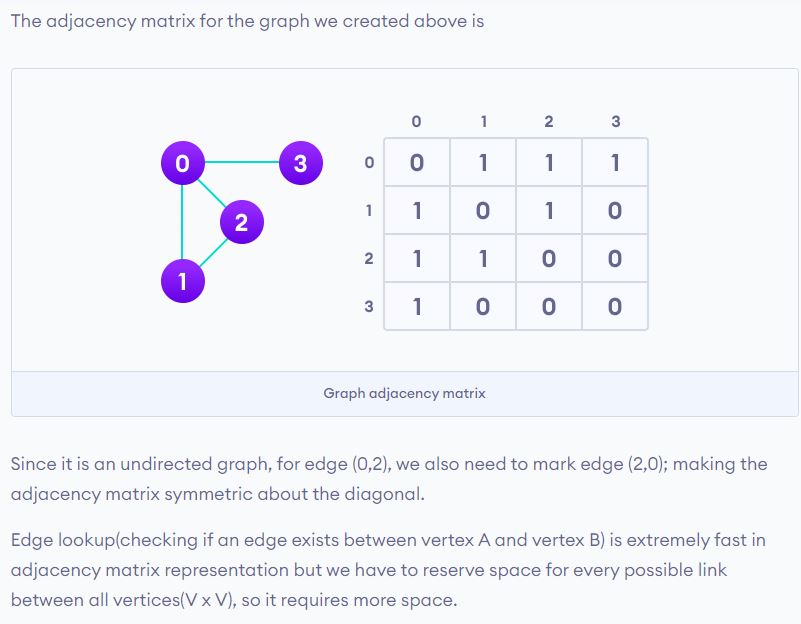 The adjacency matrix for the graph we created above is
0 1 2 3
0 3 0 0 1 1 1
2 1 1 0 1 0
1 2 1 1 0 0
3 1 0 0 0
Graph adjacency matrix
Since it is an undirected graph, for edge (0,2), we also need to mark edge (2,0); making the
adjacency matrix symmetric about the diagonal.
Edge lookup(checking if an edge exists between vertex A and vertex B) is extremely fast in
adjacency matrix representation but we have to reserve space for every possible link
between all vertices(V x V), so it requires more space.